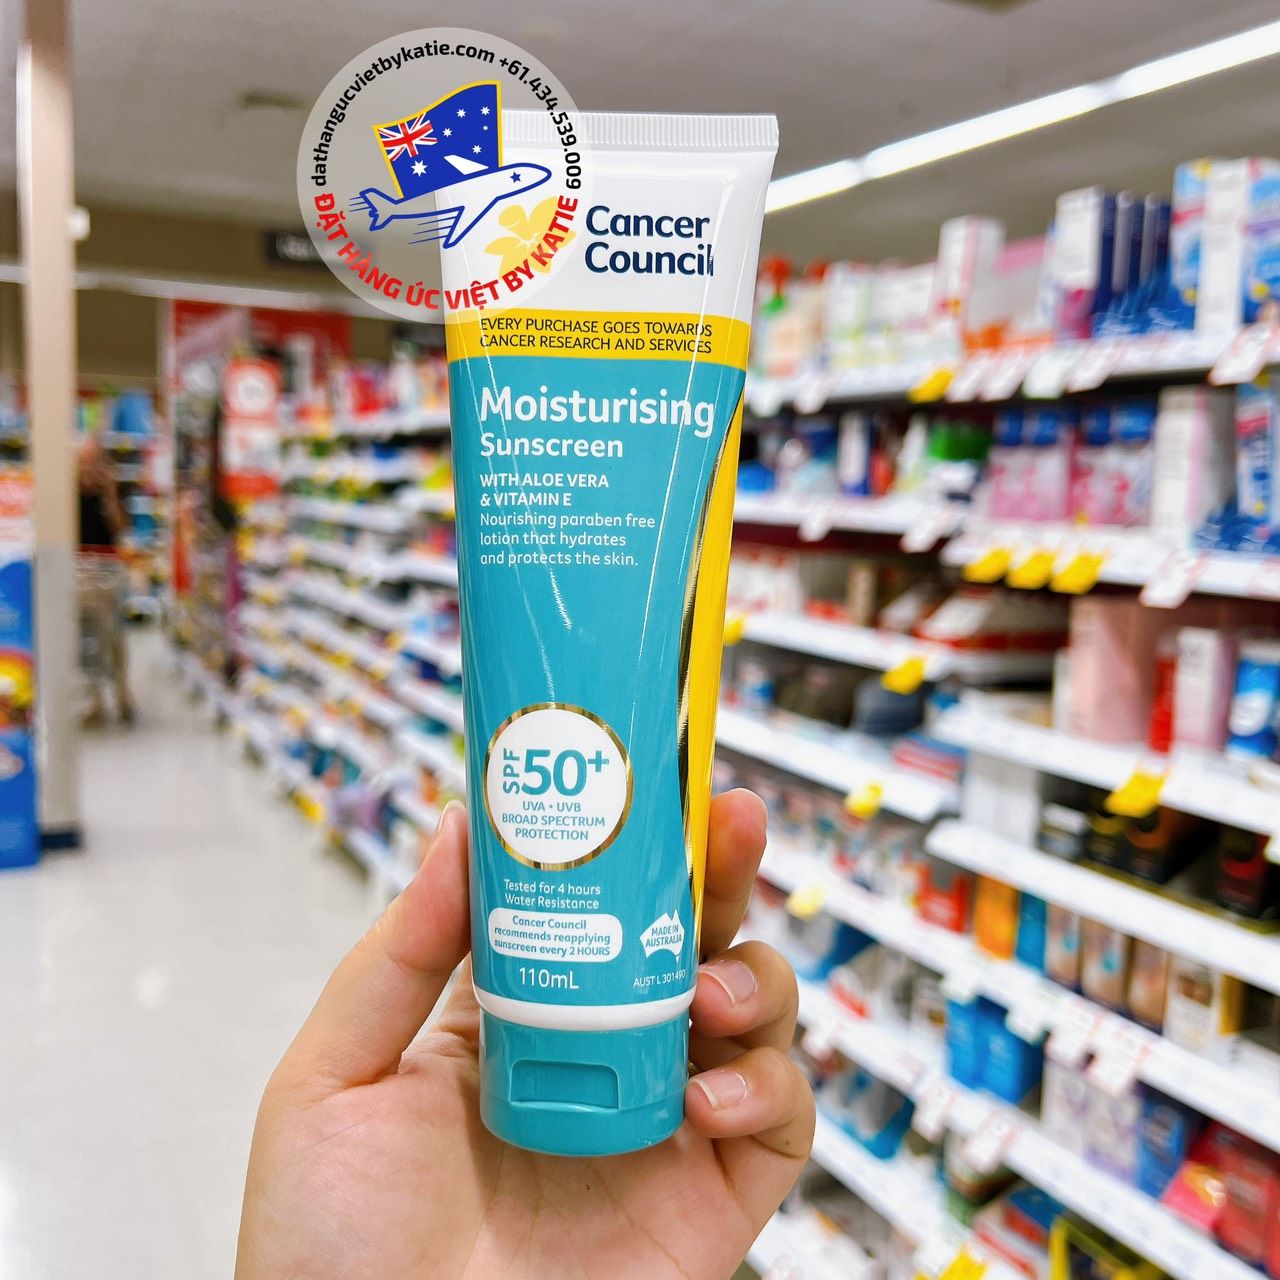 dathangucvietbykatie.com +61.434.539.009
ĐẶT HÀNG ÚC VIỆT BY KATIE
Cancer
Council
EVERY PURCHASE GOES TOWARDS
CANCER RESEARCH AND SERVICES
Moisturising
Sunscreen
WITH ALOE VERA
& VITAMIN E
Nourishing paraben free
lotion that hydrates
and protects the skin.
SPF 50+
UVA • UVB
BROAD SPECTRUM
PROTECTION
Tested for 4 hours
Water Resistance
Cancer Council
recommends reapplying
sunscreen every 2 HOURS
MADE IN
AUSTRALIA
110mL
AUST L 301490